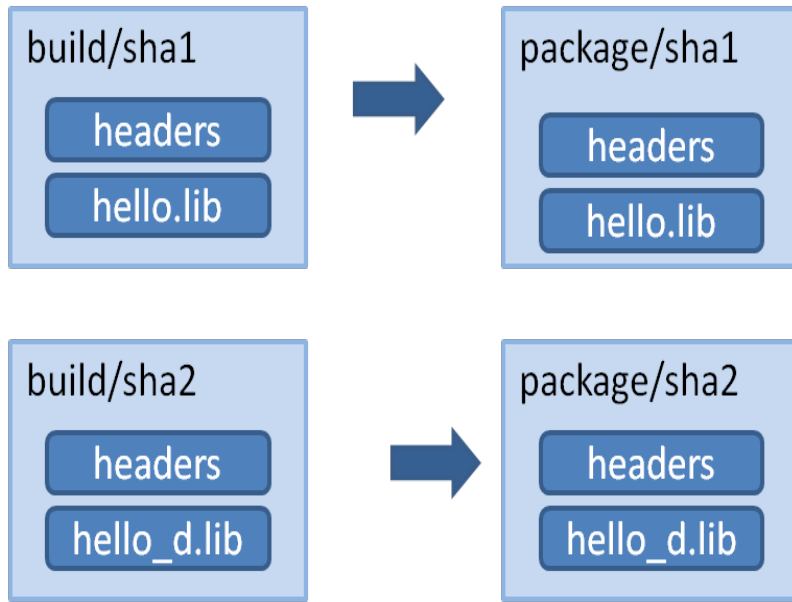 build/sha1
headers
hello.lib
package/sha1
headers
hello.lib
build/sha2
headers
hello_d.lib
package/sha2
headers
hello_d.lib